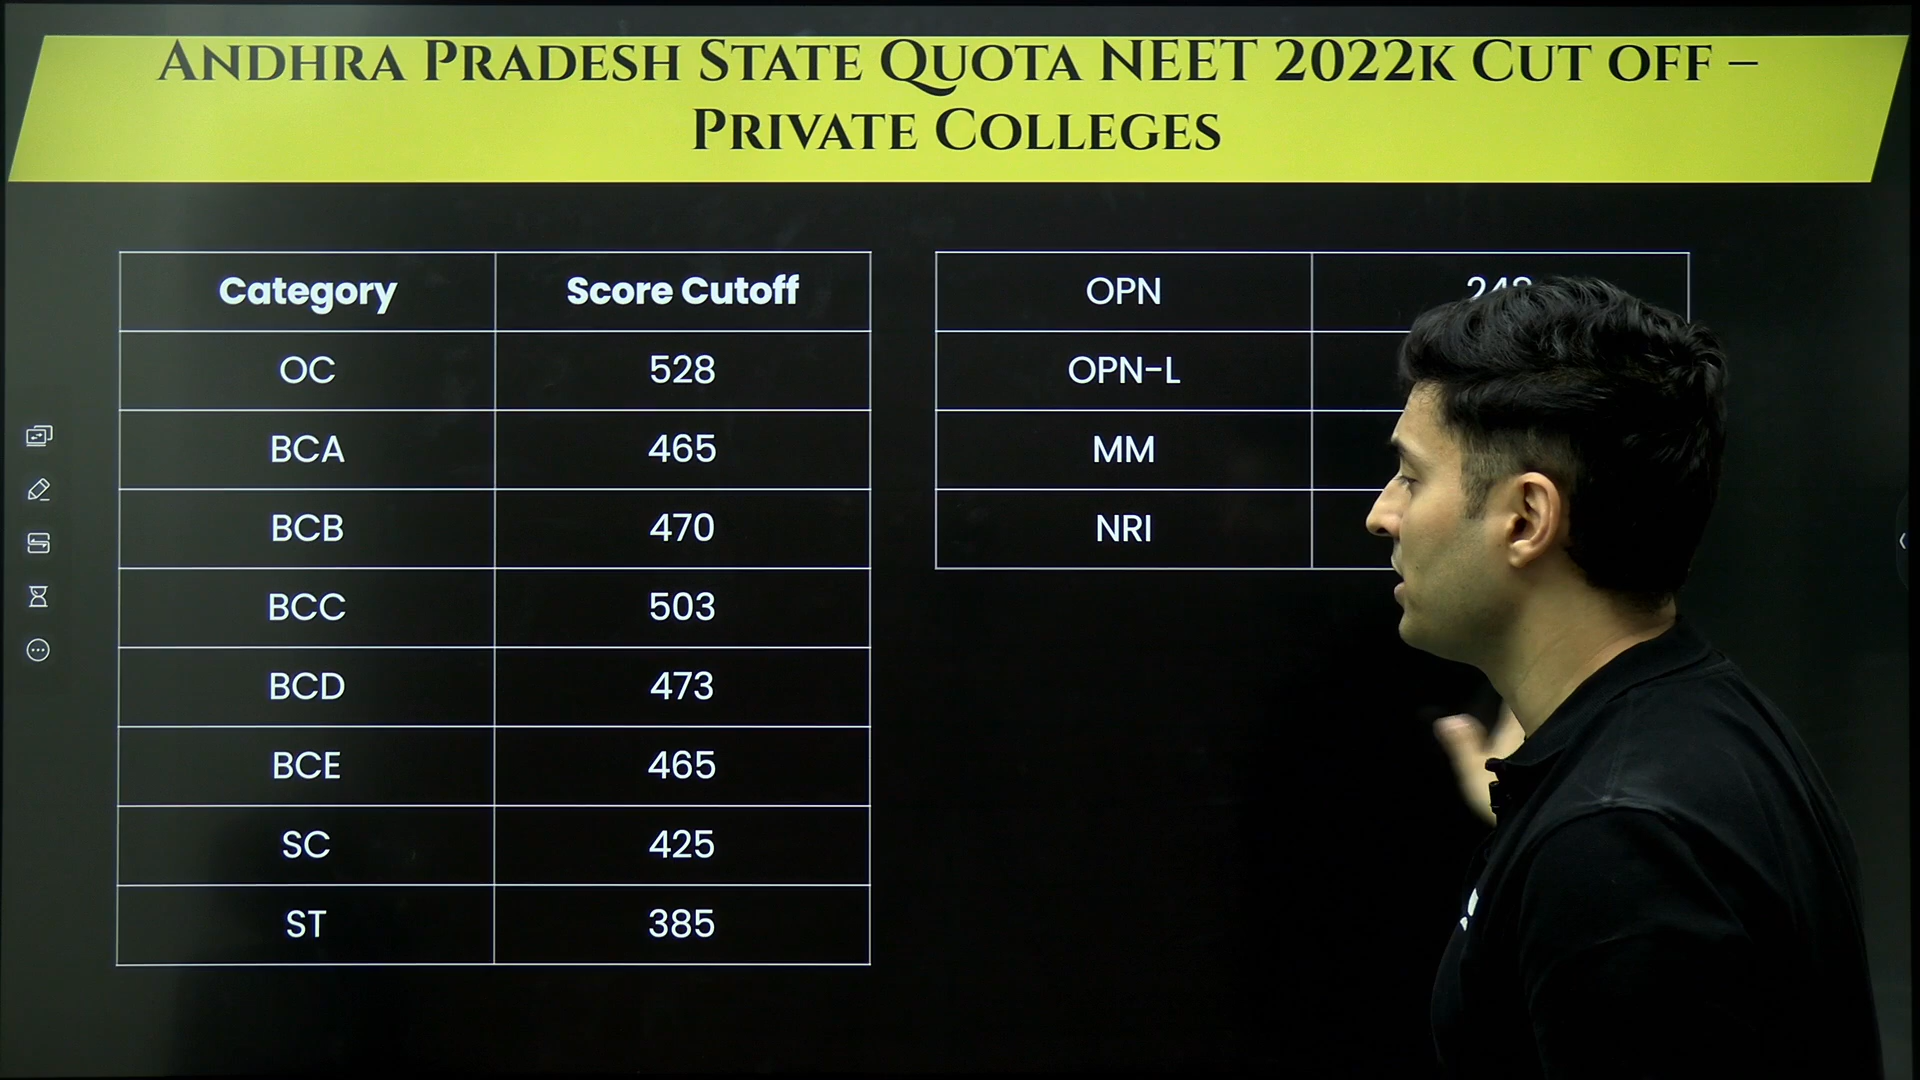 Andhra Pradesh State Quota NEET 2022k Cut off –
Private Colleges
Category Score Cutoff
OC 528
BCA 465
BCB 470
BCC 503
BCD 473
BCE 465
SC 425
ST 385
OPN
OPN-L
MM
NRI